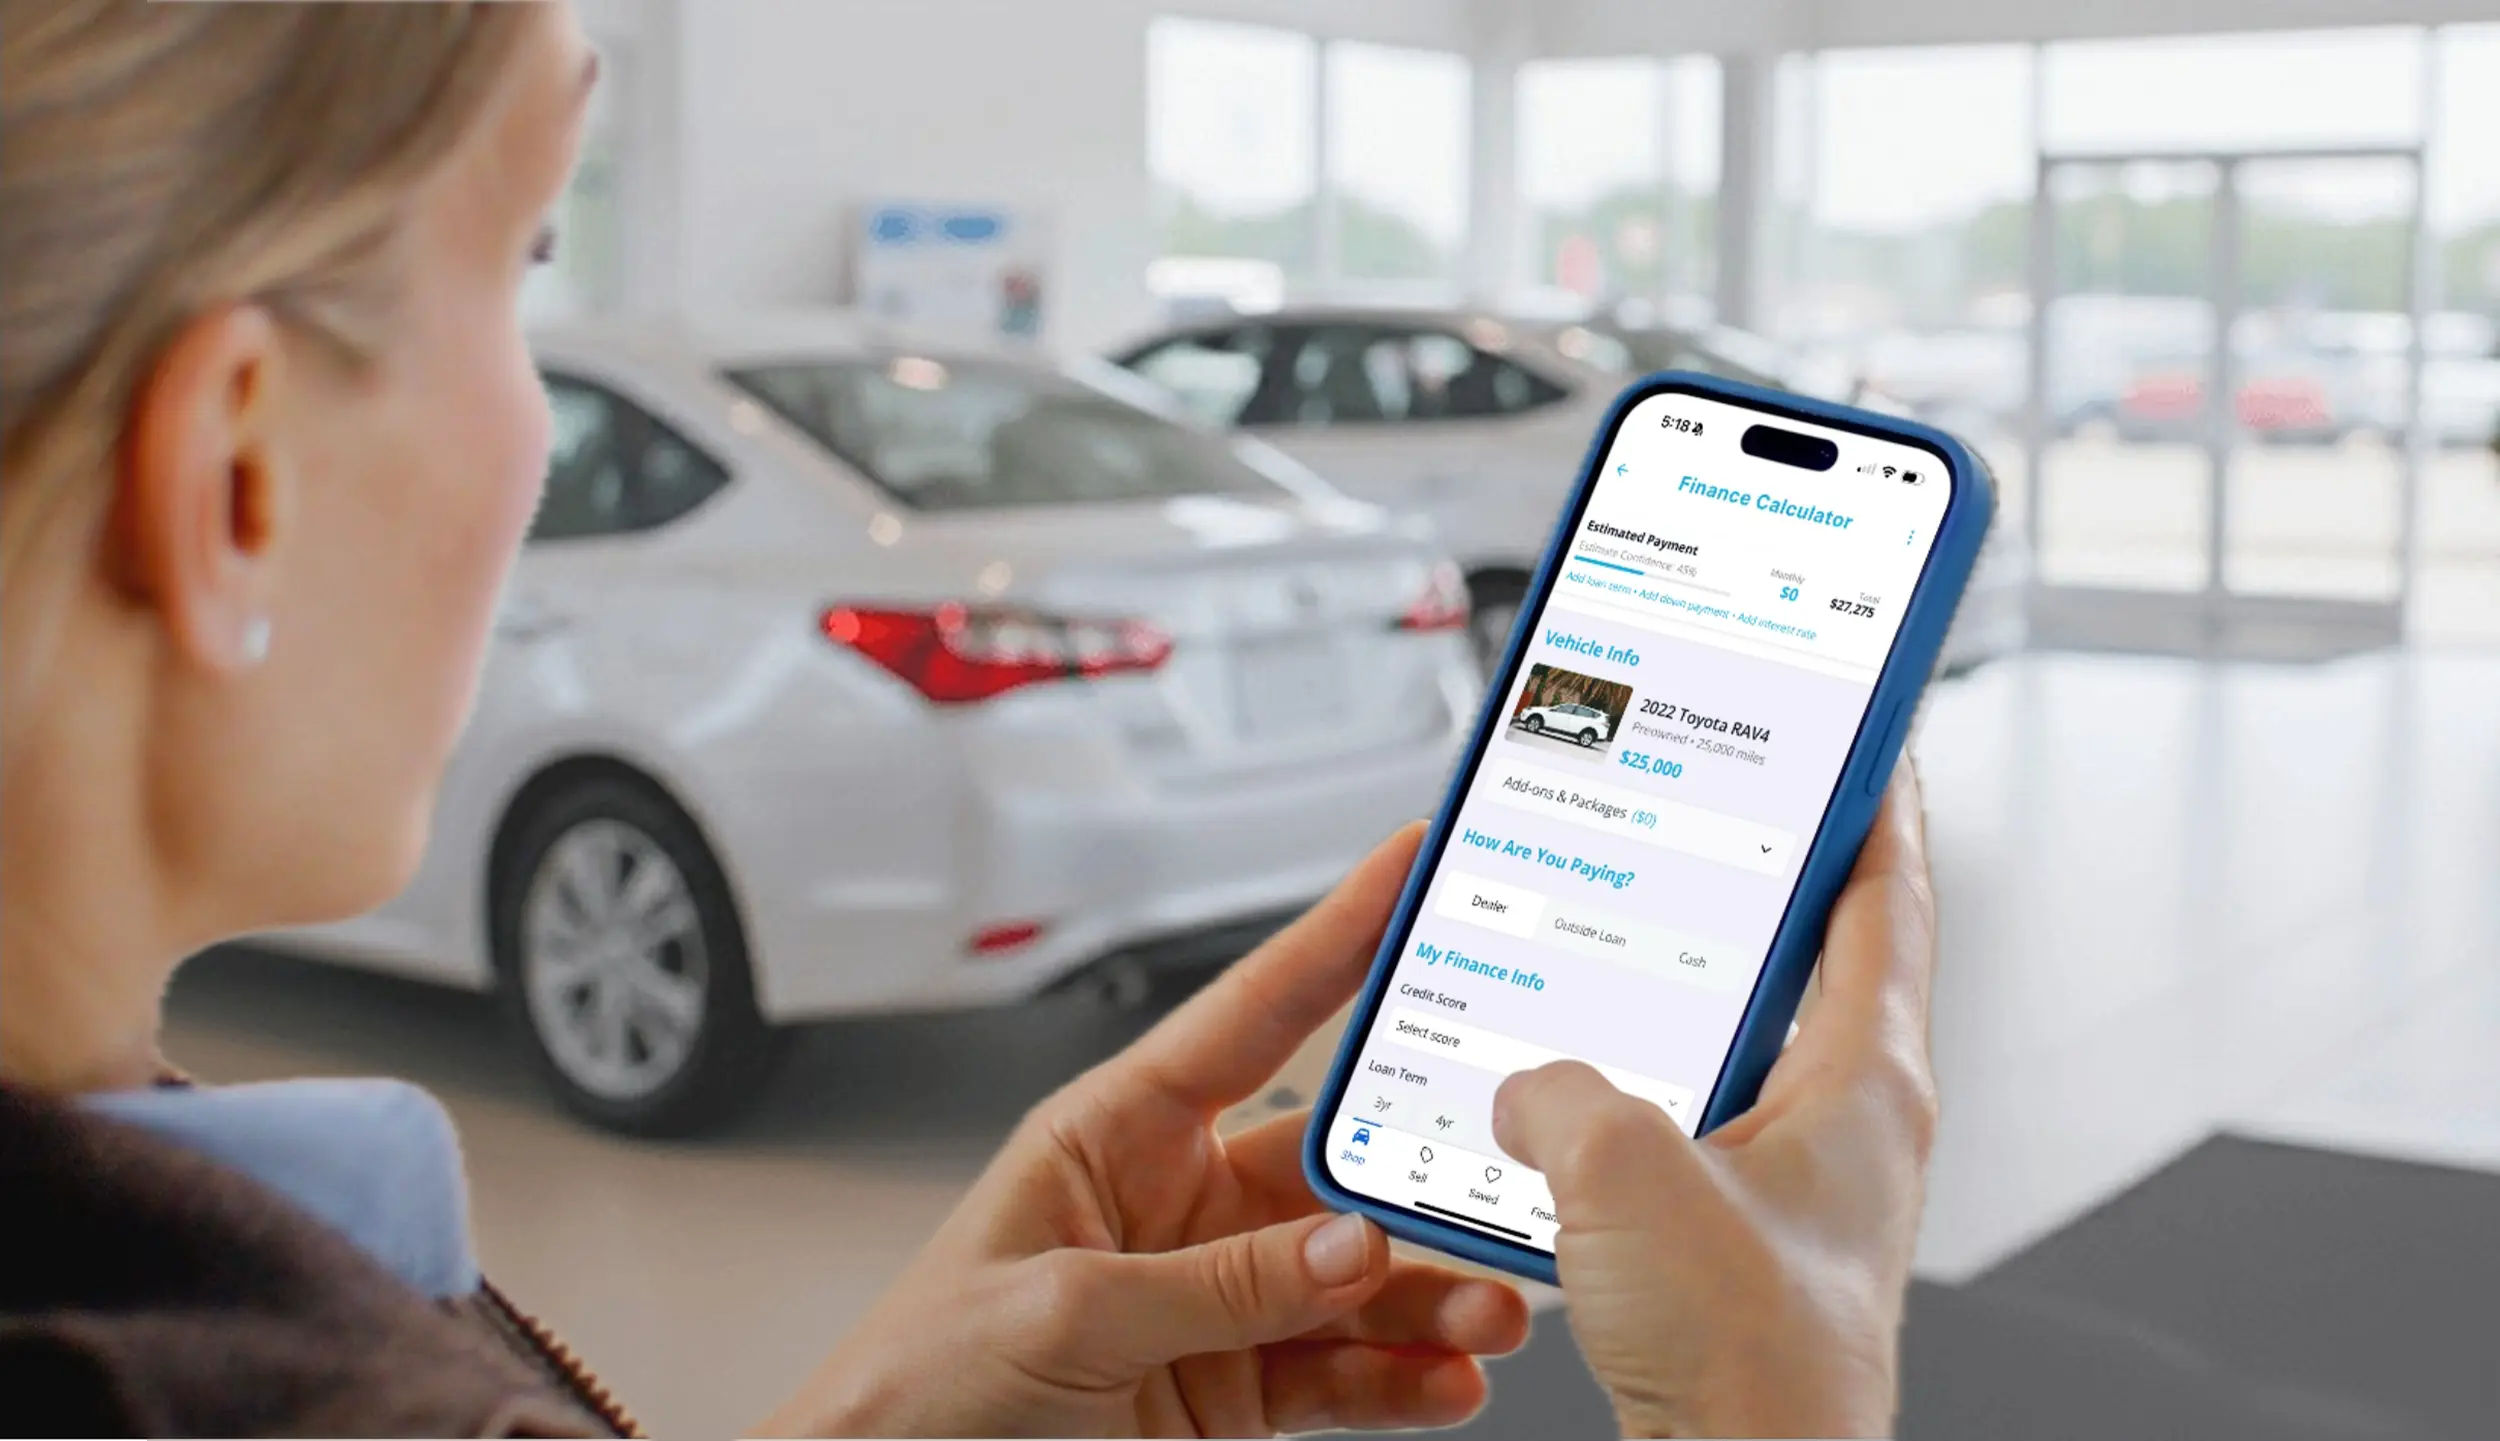 5:18
Finance Calculator
Estimated Payment
Estimate Confidence: 45%
Monthly
$0
Total
$27,275
Add loan term • Add down payment • Add interest rate
Vehicle Info
2022 Toyota RAV4
Preowned • 25,000 miles
$25,000
Add-ons & Packages ($0)
How Are You Paying?
Dealer
Outside Loan
Cash
My Finance Info
Credit Score
Select score
Loan Term
3yr
4yr
Shop
Sell
Saved